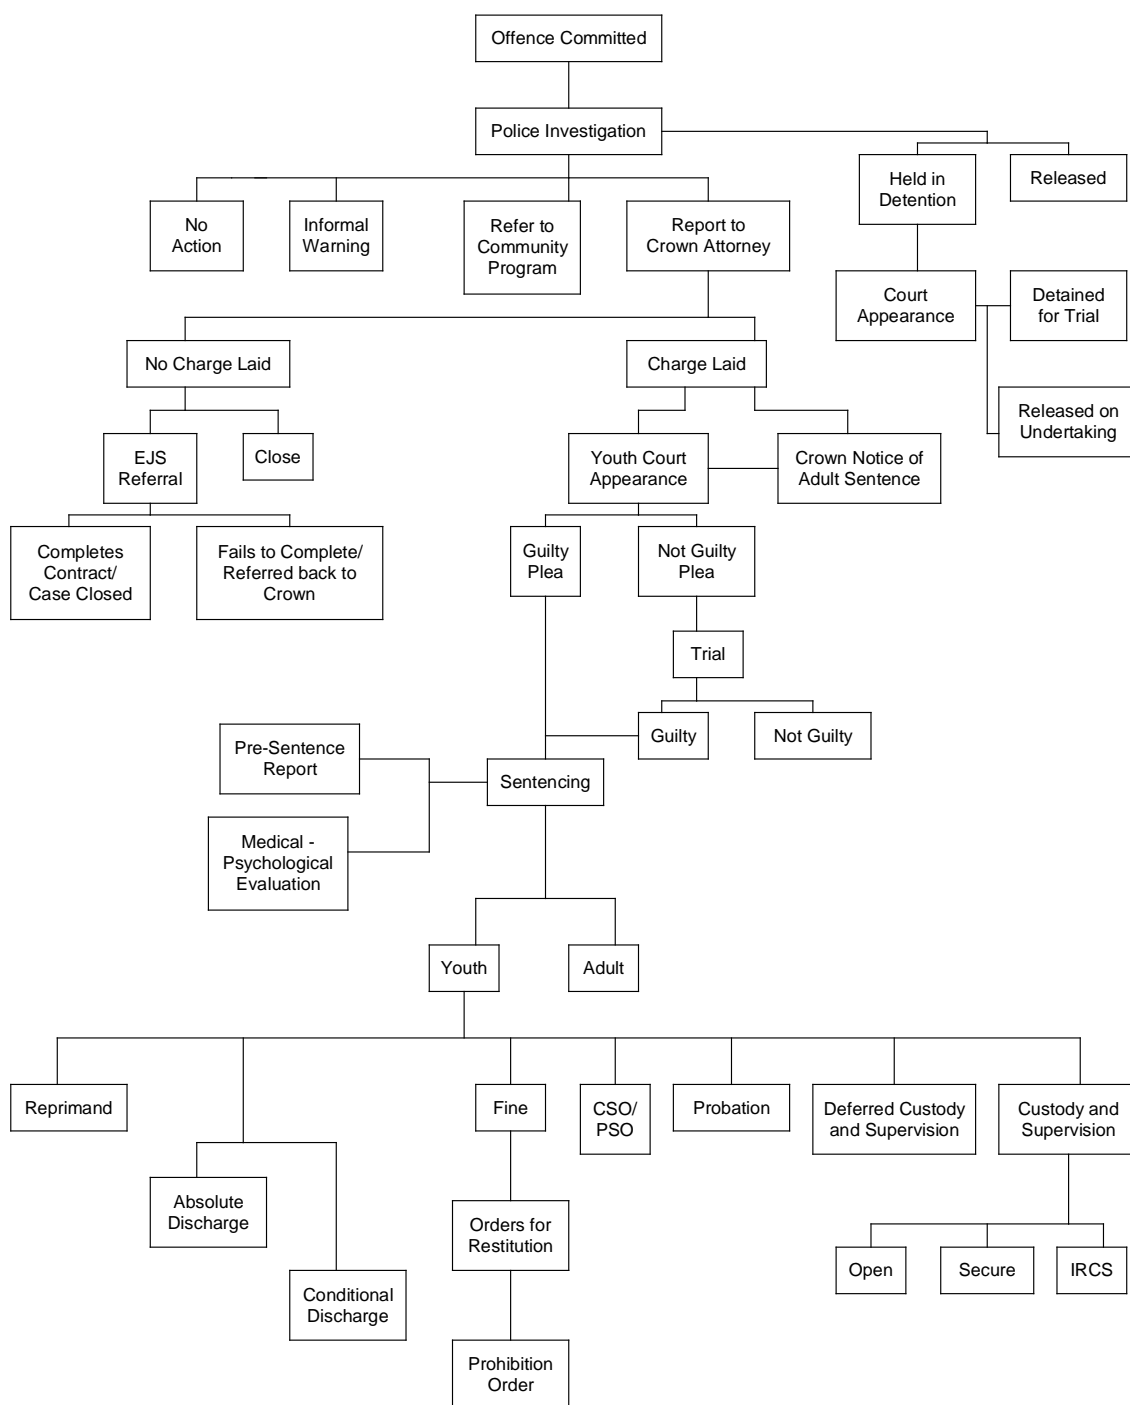 Offence Committed
Police Investigation
Held in
Detention
Released
No
Action
Informal
Warning
Refer to
Community
Program
Report to
Crown Attorney
Court
Appearance
Detained
for Trial
No Charge Laid
Charge Laid
Released on
Undertaking
EJS
Referral
Close
Youth Court
Appearance
Crown Notice of
Adult Sentence
Completes
Contract/
Case Closed
Fails to Complete/
Referred back to
Crown
Guilty
Plea
Not Guilty
Plea
Trial
Guilty
Not Guilty
Pre-Sentence
Report
Sentencing
Medical -
Psychological
Evaluation
Youth
Adult
Reprimand
Fine
CSO/
PSO
Probation
Deferred Custody
and Supervision
Custody and
Supervision
Absolute
Discharge
Orders for
Restitution
Open
Secure
IRCS
Conditional
Discharge
Prohibition
Order